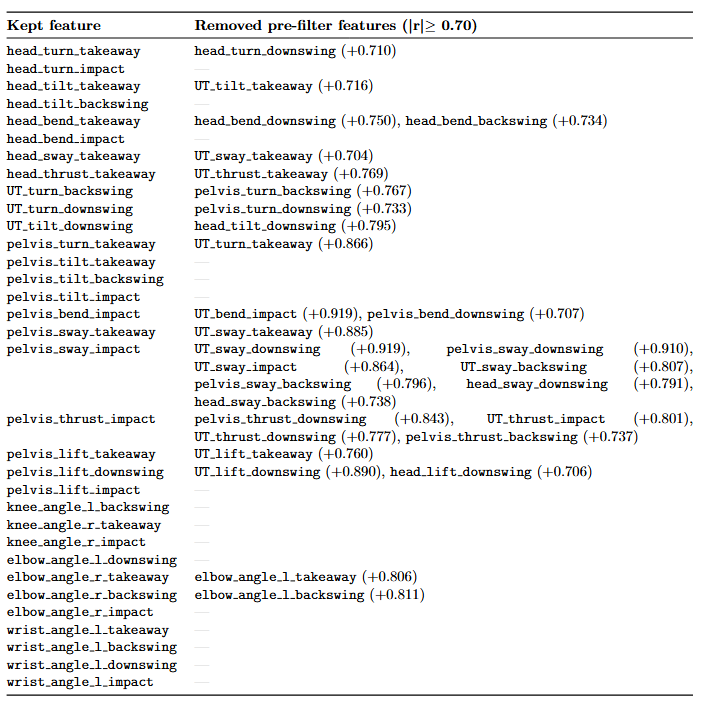 Kept feature Removed pre-filter features (|r|≥ 0.70)
head_turn_takeaway head_turn_downswing (+0.710)
head_turn_impact —
head_tilt_takeaway UT_tilt_takeaway (+0.716)
head_tilt_backswing —
head_bend_takeaway head_bend_downswing (+0.750), head_bend_backswing (+0.734)
head_bend_impact —
head_sway_takeaway UT_sway_takeaway (+0.704)
head_thrust_takeaway UT_thrust_takeaway (+0.769)
UT_turn_backswing pelvis_turn_backswing (+0.767)
UT_turn_downswing pelvis_turn_downswing (+0.733)
UT_tilt_downswing head_tilt_downswing (+0.795)
pelvis_turn_takeaway UT_turn_takeaway (+0.866)
pelvis_tilt_takeaway —
pelvis_tilt_backswing —
pelvis_tilt_impact —
pelvis_bend_impact UT_bend_impact (+0.919), pelvis_bend_downswing (+0.707)
pelvis_sway_takeaway UT_sway_takeaway (+0.885)
pelvis_sway_impact UT_sway_downswing (+0.919), pelvis_sway_downswing (+0.910),
UT_sway_impact (+0.864), UT_sway_backswing (+0.807),
pelvis_sway_backswing (+0.796), head_sway_downswing (+0.791),
head_sway_backswing (+0.738)
pelvis_thrust_impact pelvis_thrust_downswing (+0.843), UT_thrust_impact (+0.801),
UT_thrust_downswing (+0.777), pelvis_thrust_backswing (+0.737)
pelvis_lift_takeaway UT_lift_takeaway (+0.760)
pelvis_lift_downswing UT_lift_downswing (+0.890), head_lift_downswing (+0.706)
pelvis_lift_impact —
knee_angle_l_backswing —
knee_angle_r_takeaway —
knee_angle_r_impact —
elbow_angle_l_downswing —
elbow_angle_r_takeaway elbow_angle_l_takeaway (+0.806)
elbow_angle_r_backswing elbow_angle_l_backswing (+0.811)
elbow_angle_r_impact —
wrist_angle_l_takeaway —
wrist_angle_l_backswing —
wrist_angle_l_downswing —
wrist_angle_l_impact —